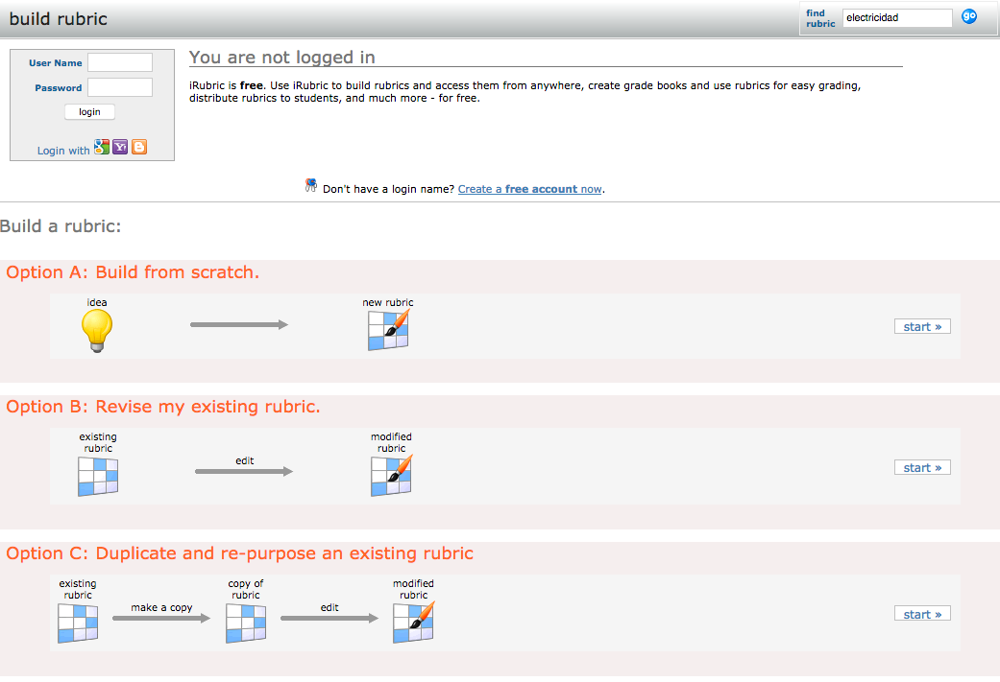 build rubric
find
rubric
electricidad
go
User Name
Password
login
Login with
You are not logged in
iRubric is free. Use iRubric to build rubrics and access them from anywhere, create grade books and use rubrics for easy grading,
distribute rubrics to students, and much more - for free.
Don't have a login name? Create a free account now.
Build a rubric:
Option A: Build from scratch.
idea
new rubric
start »
Option B: Revise my existing rubric.
existing
rubric
edit
modified
rubric
start »
Option C: Duplicate and re-purpose an existing rubric
existing
rubric
make a copy
copy of
rubric
edit
modified
rubric
start »